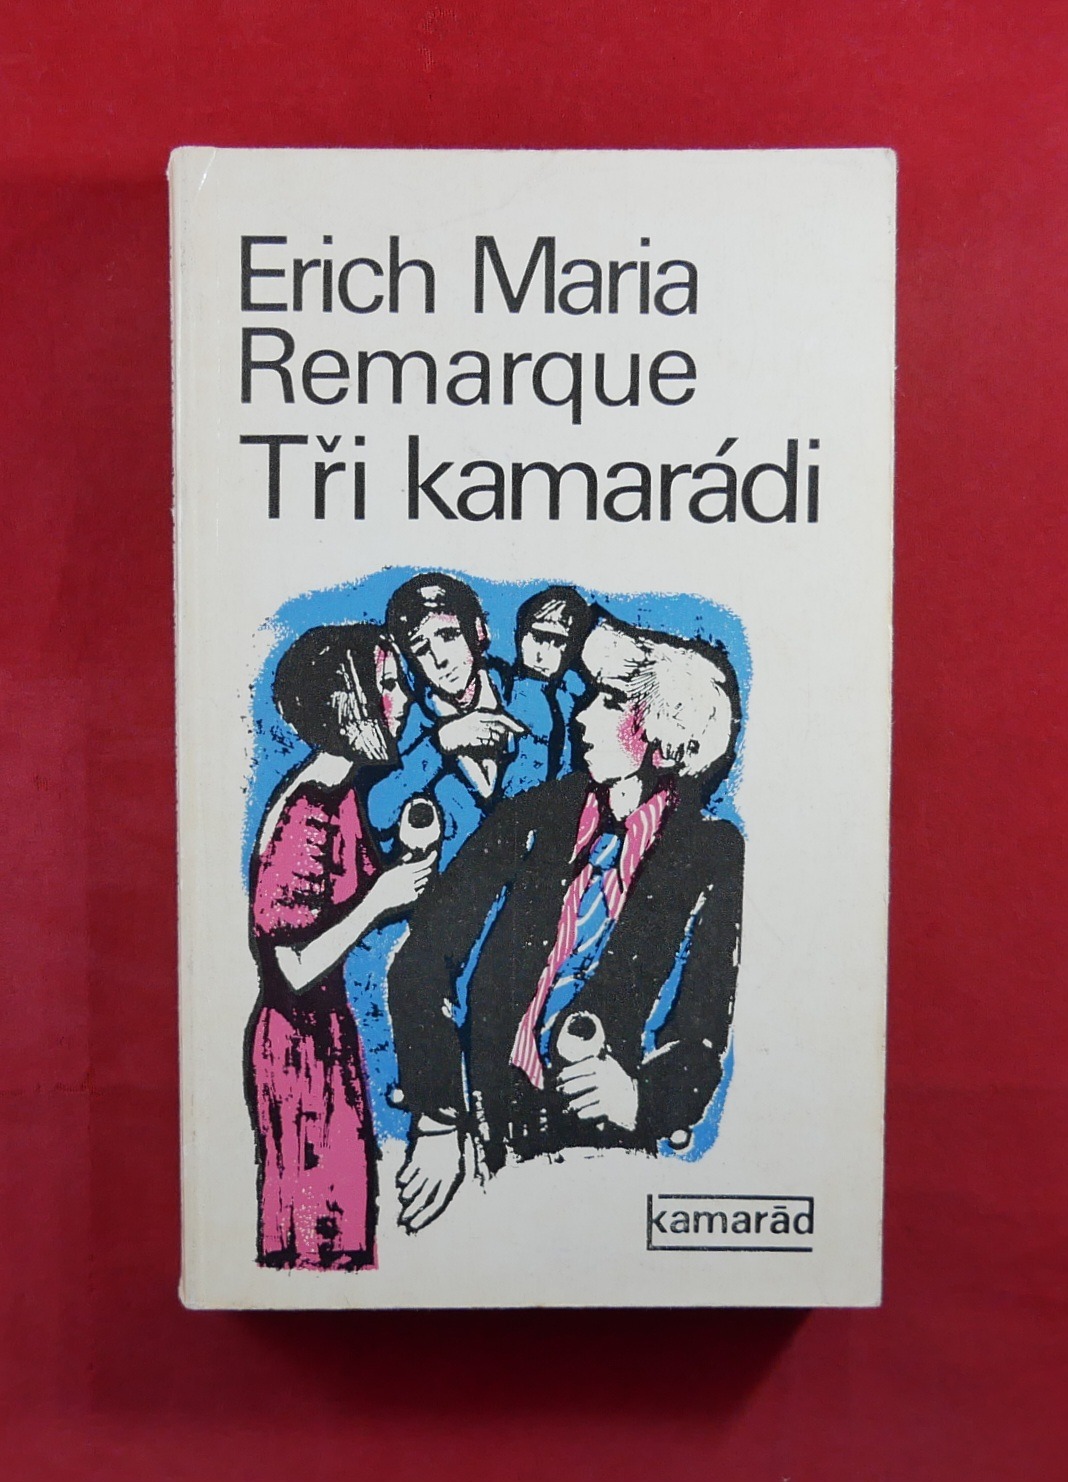 Erich Maria
Remarque
Tři kamarádi
kamarád